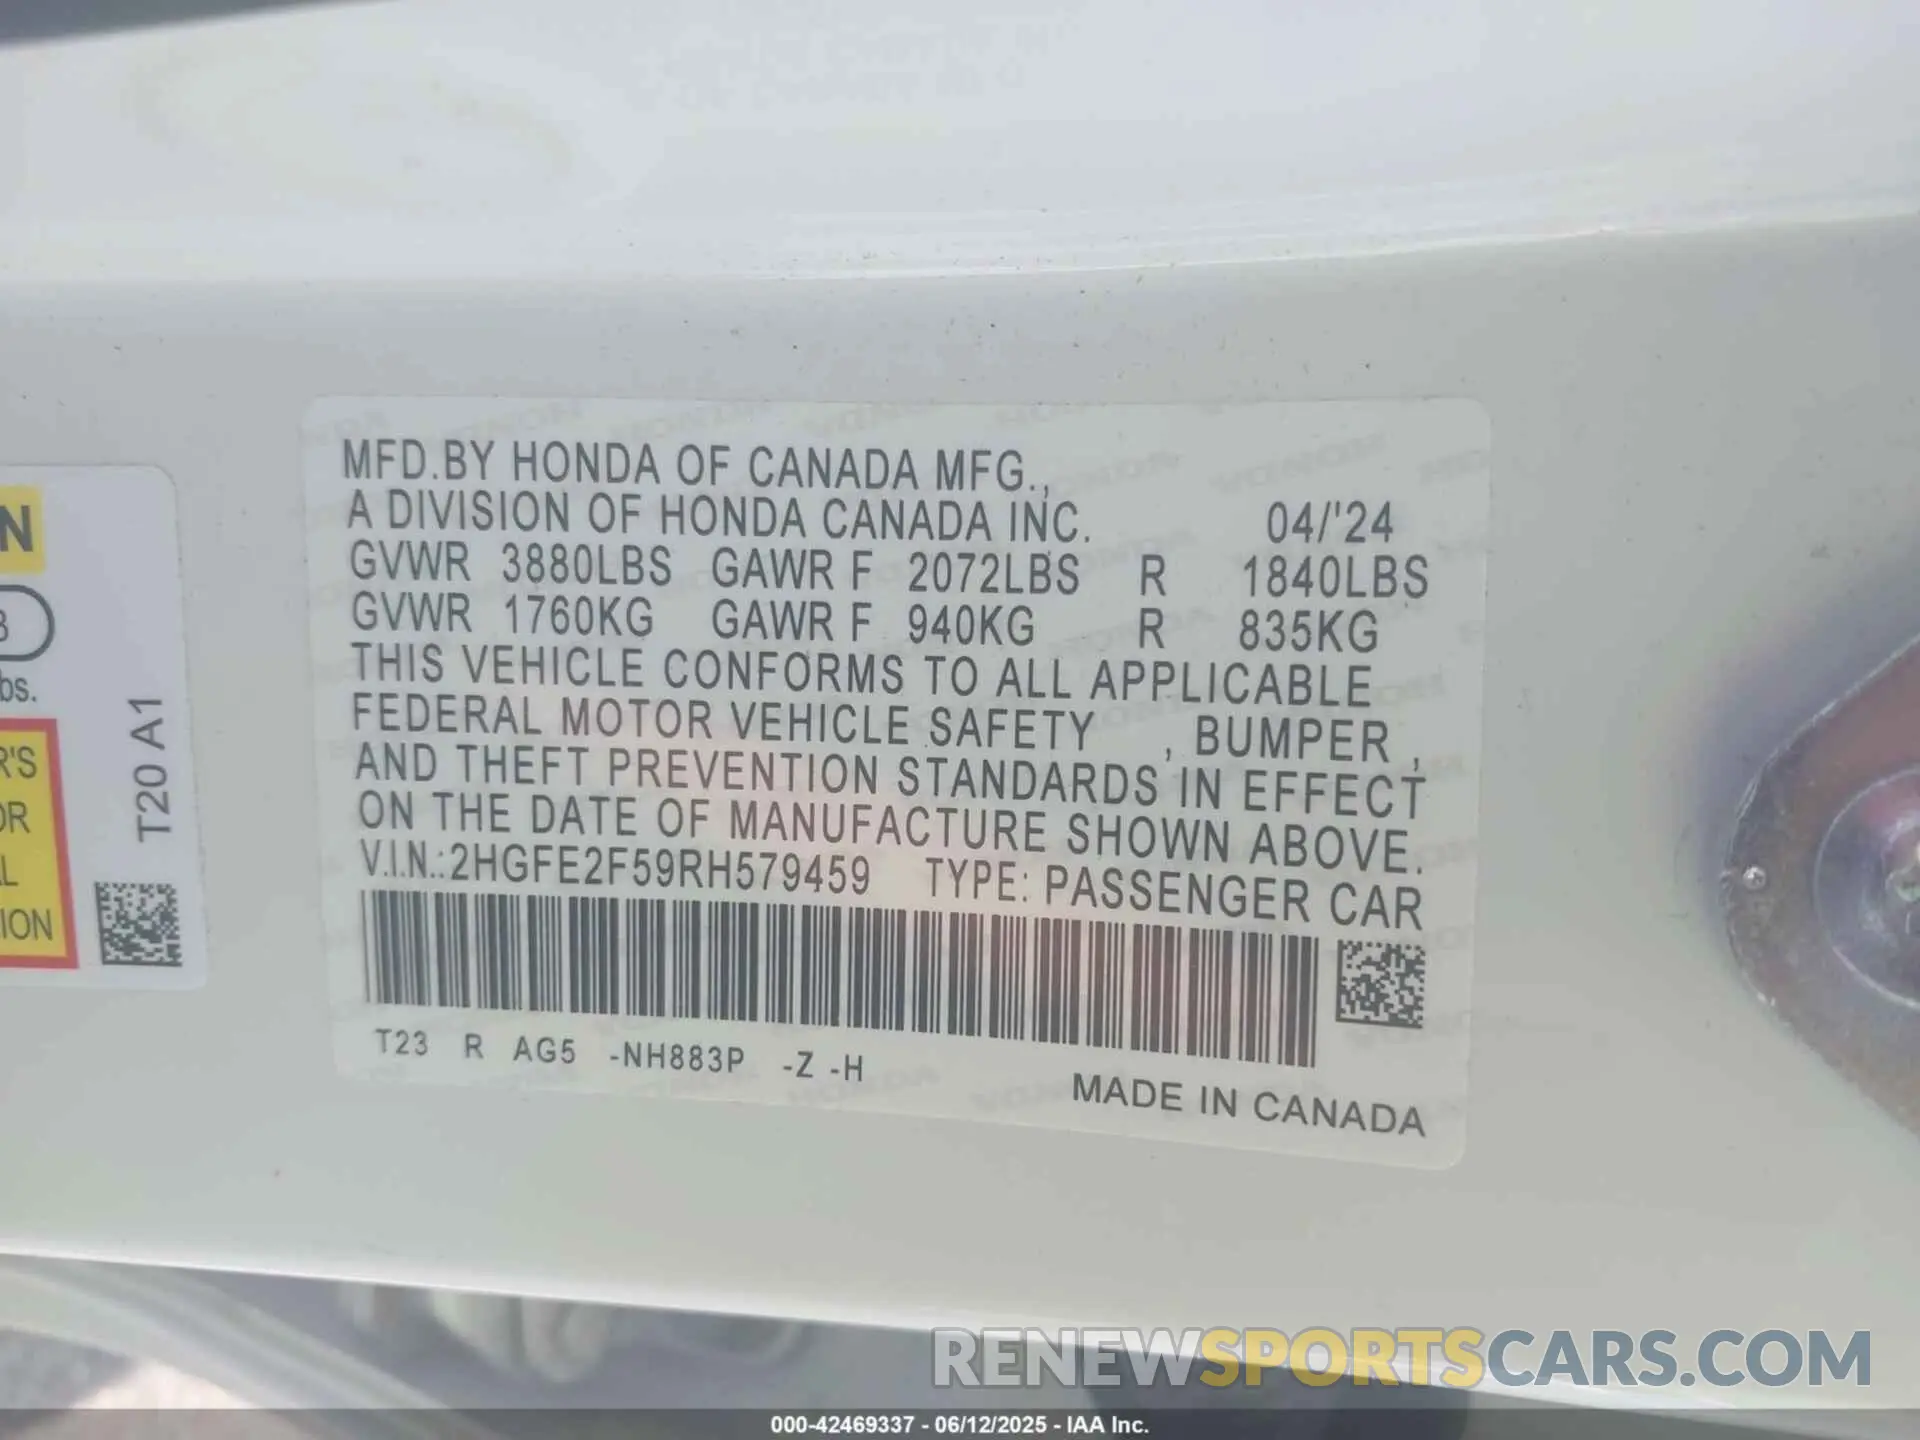 MFD.BY HONDA OF CANADA MFG.,
A DIVISION OF HONDA CANADA INC. 04/'24
GVWR 3880LBS GAWR F 2072LBS R 1840LBS
GVWR 1760KG GAWR F 940KG R 835KG
THIS VEHICLE CONFORMS TO ALL APPLICABLE
FEDERAL MOTOR VEHICLE SAFETY , BUMPER ,
AND THEFT PREVENTION STANDARDS IN EFFECT
ON THE DATE OF MANUFACTURE SHOWN ABOVE.
V.I.N.:2HGFE2F59RH579459 TYPE: PASSENGER CAR
T23 R AG5 -NH883P -Z -H
MADE IN CANADA
T20 A1
RENEWSPORTSCARS.COM
000-42469337 - 06/12/2025 - IAA Inc.